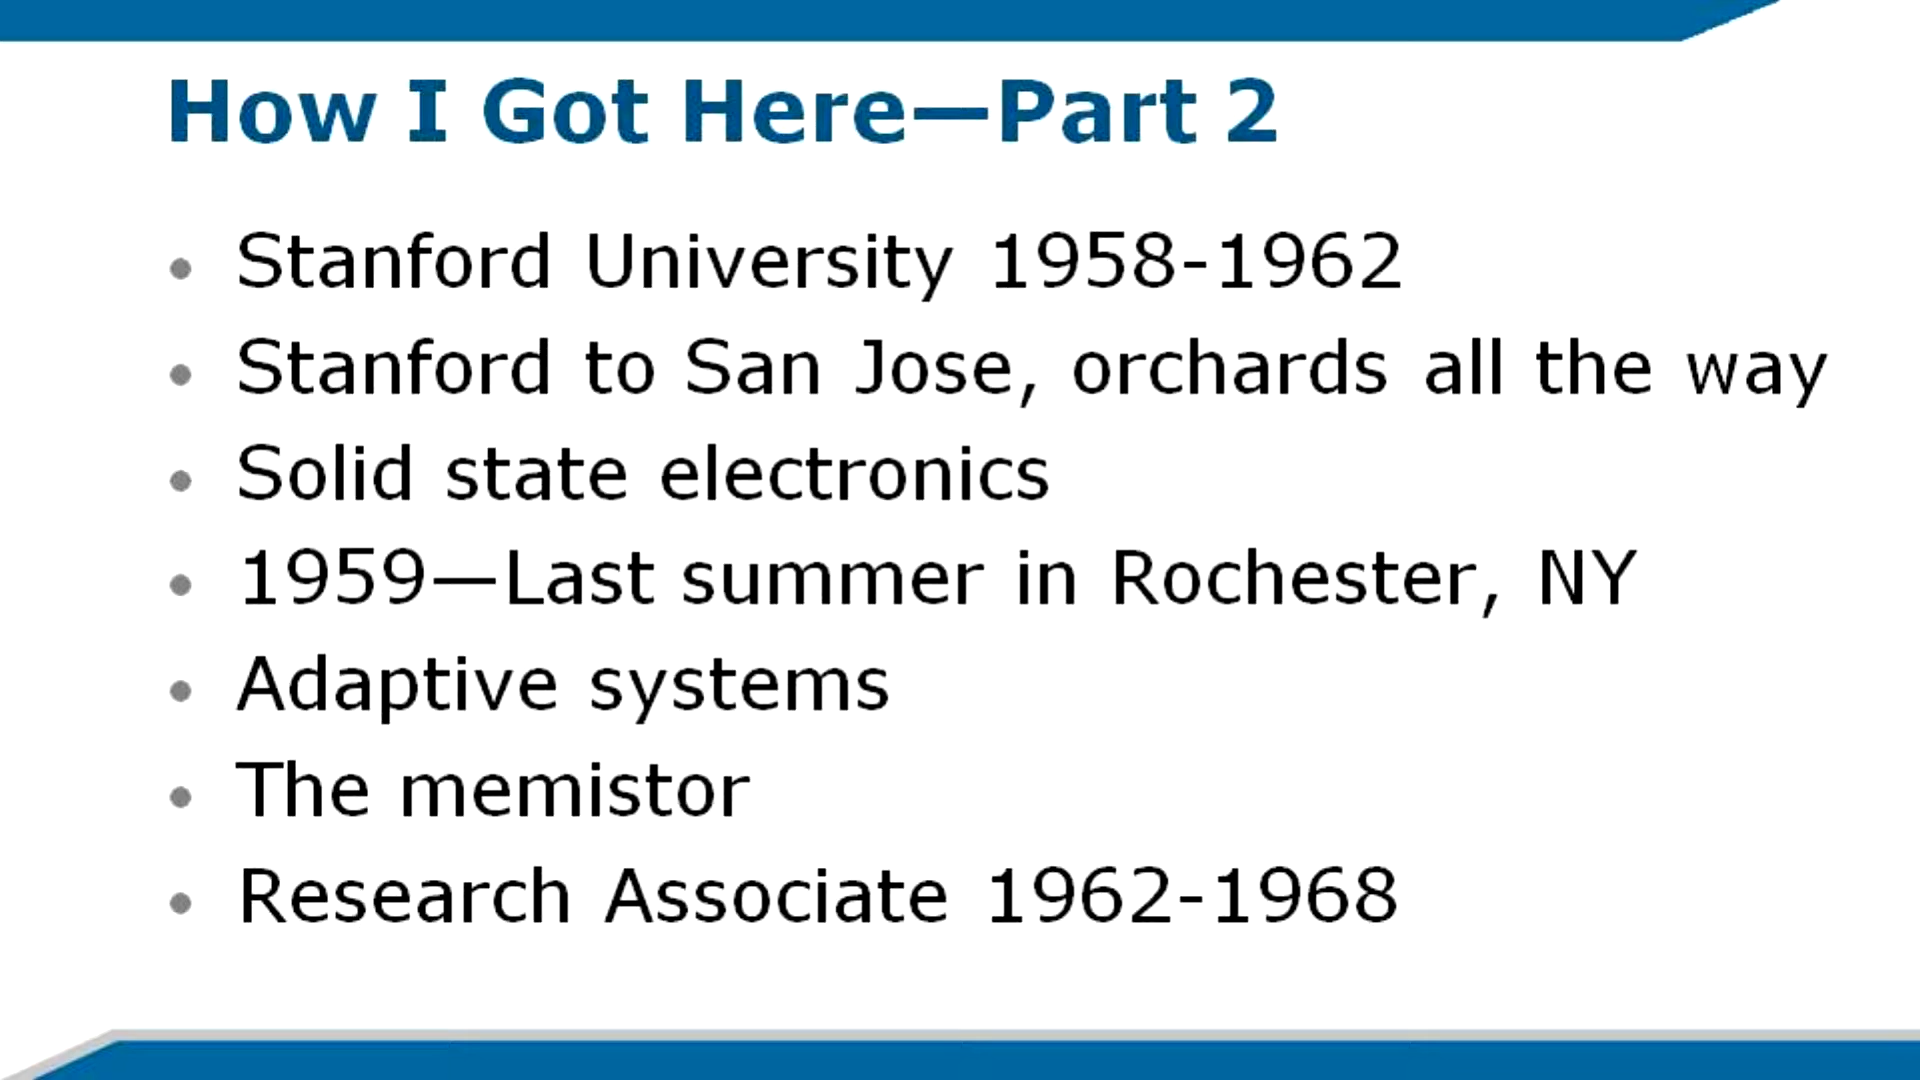 How I Got Here—Part 2
Stanford University 1958-1962
Stanford to San Jose, orchards all the way
Solid state electronics
1959—Last summer in Rochester, NY
Adaptive systems
The memistor
Research Associate 1962-1968